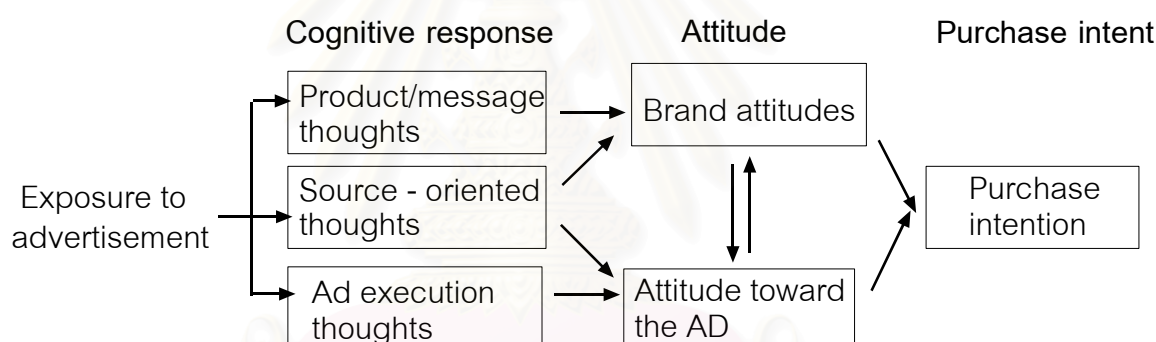 Cognitive response
Attitude
Purchase intent
Product/message
thoughts
Brand attitudes
Exposure to
advertisement
Source - oriented
thoughts
Purchase
intention
Ad execution
thoughts
Attitude toward
the AD